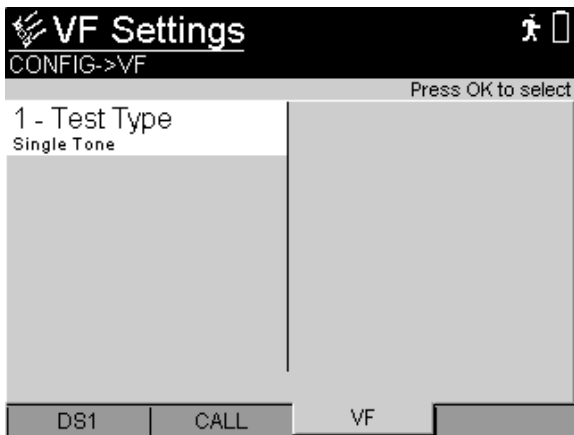 VF Settings
CONFIG->VF
Press OK to select
1 - Test Type
Single Tone
DS1 CALL VF